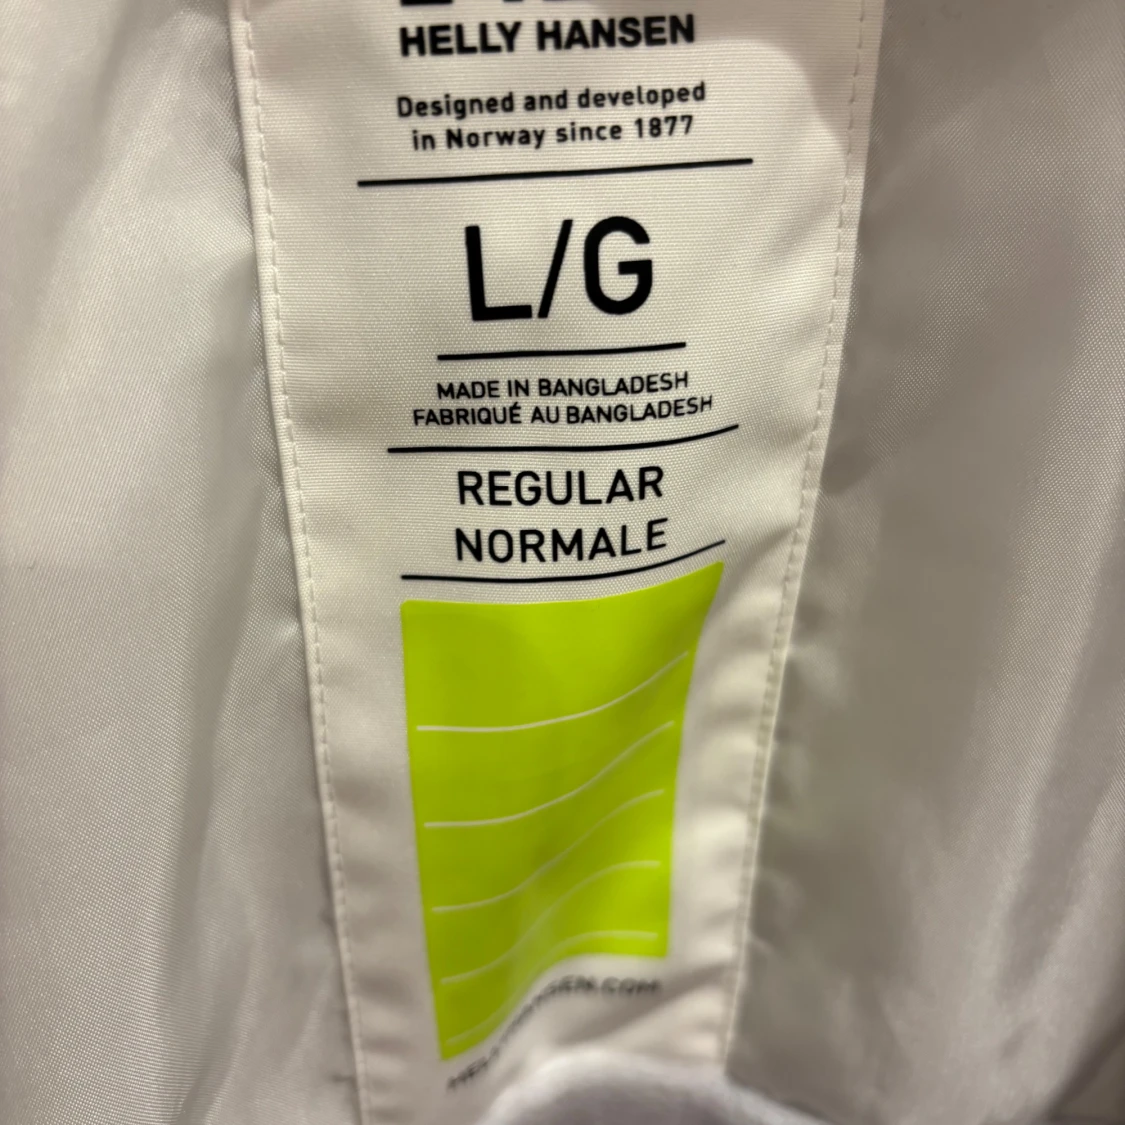 HELLY HANSEN
Designed and developed
in Norway since 1877
L/G
MADE IN BANGLADESH
FABRIQUÉ AU BANGLADESH
REGULAR
NORMALE